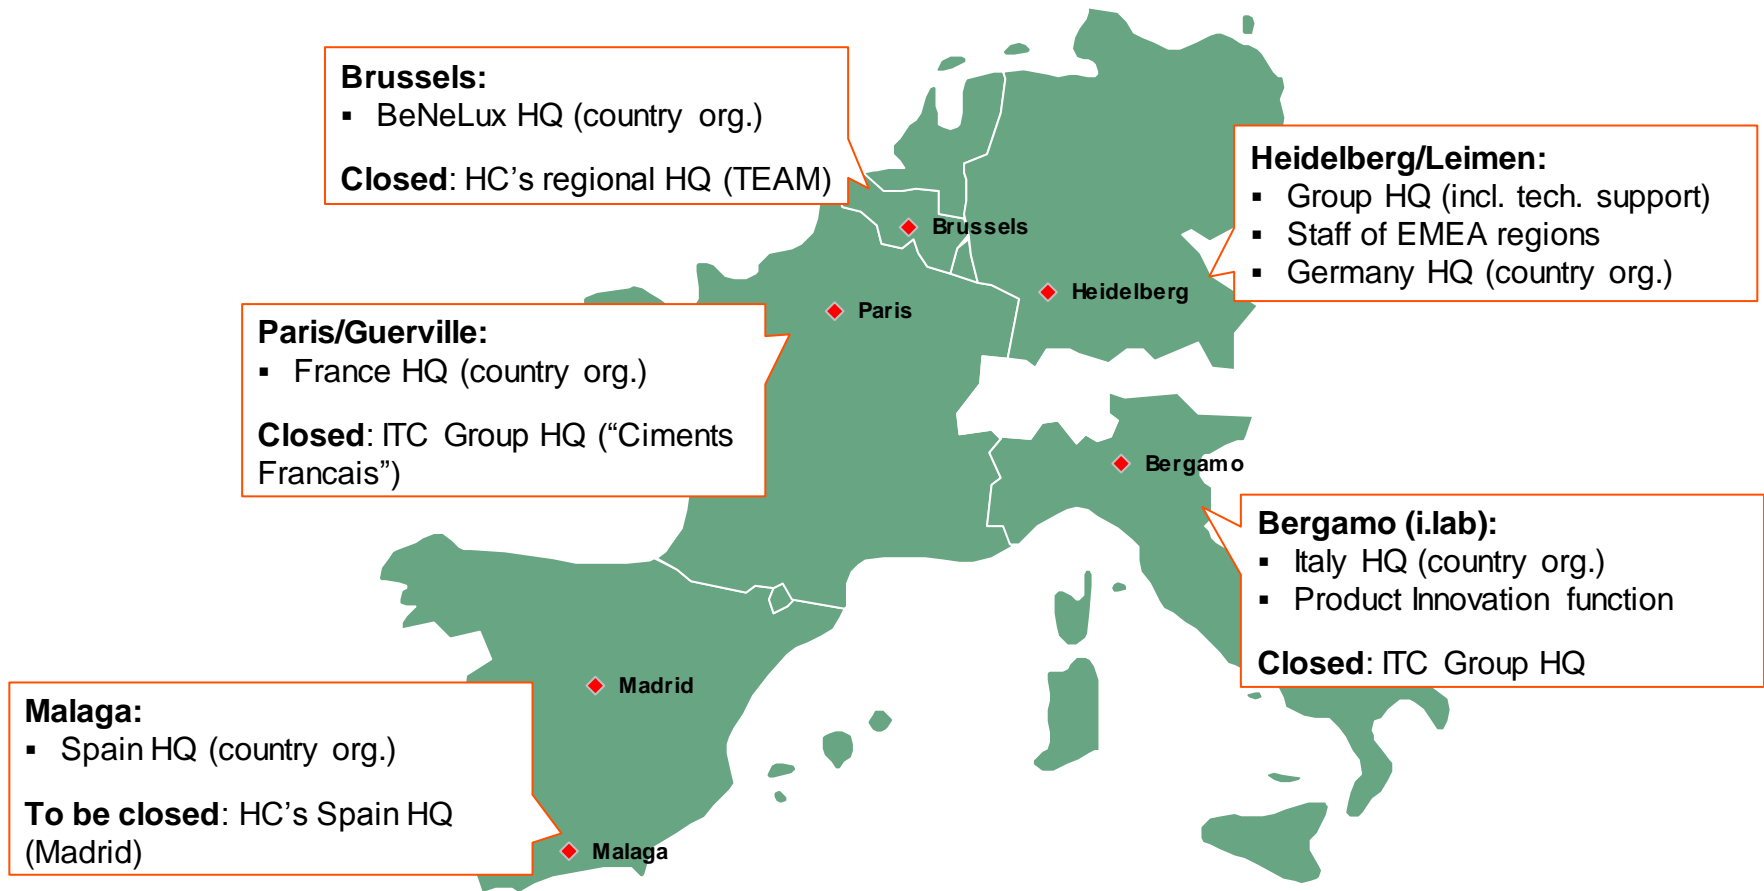 Brussels:
▪ BeNeLux HQ (country org.)
Closed: HC’s regional HQ (TEAM)
Heidelberg/Leimen:
▪ Group HQ (incl. tech. support)
▪ Staff of EMEA regions
▪ Germany HQ (country org.)
Brussels
Heidelberg
Paris
Paris/Guerville:
▪ France HQ (country org.)
Closed: ITC Group HQ (“Ciments
Francais”)
Bergamo
Bergamo (i.lab):
▪ Italy HQ (country org.)
▪ Product Innovation function
Closed: ITC Group HQ
Madrid
Malaga:
▪ Spain HQ (country org.)
To be closed: HC’s Spain HQ
(Madrid)
Malaga